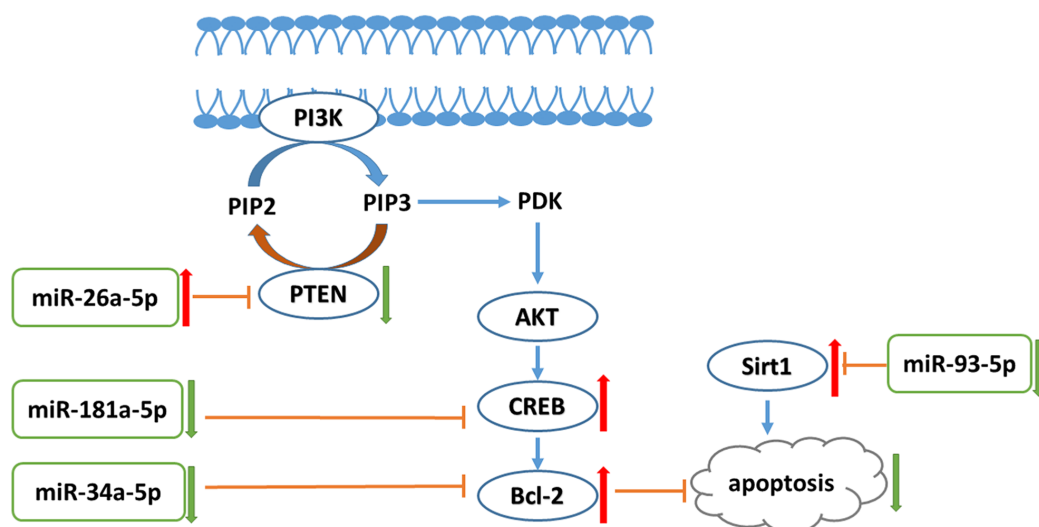 PI3K
PIP2
PIP3
PDK
miR-26a-5p
PTEN
AKT
Sirt1
miR-93-5p
miR-181a-5p
CREB
miR-34a-5p
Bcl-2
apoptosis